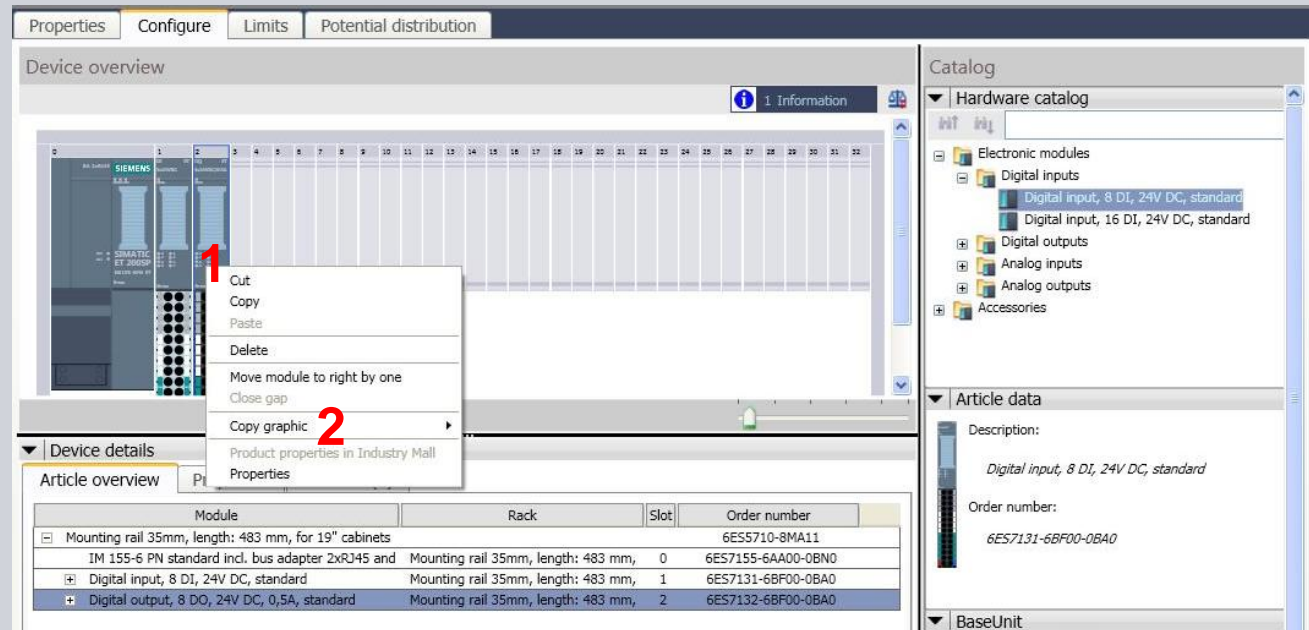 Properties Configure Limits Potential distribution
Device overview
1 Information
0 1 2 3 4 5 6 7 8 9 10 11 12 13 14 15 16 17 18 19 20 21 22 23 24 25 26 27 28 29 30 31 32
SIEMENS
SIMATIC
ET 200SP
1
Cut
Copy
Paste
Delete
Move module to right by one
Close gap
Copy graphic 2
Product properties in Industry Mall
Properties
Device details
Article overview
Module Rack Slot Order number
Mounting rail 35mm, length: 483 mm, for 19" cabinets 6ES5710-8MA11
IM 155-6 PN standard incl. bus adapter 2xRJ45 and Mounting rail 35mm, length: 483 mm, 0 6ES7155-6AA00-0BN0
Digital input, 8 DI, 24V DC, standard Mounting rail 35mm, length: 483 mm, 1 6ES7131-6BF00-0BA0
Digital output, 8 DO, 24V DC, 0,5A, standard Mounting rail 35mm, length: 483 mm, 2 6ES7132-6BF00-0BA0
Catalog
Hardware catalog
Electronic modules
Digital inputs
Digital input, 8 DI, 24V DC, standard
Digital input, 16 DI, 24V DC, standard
Digital outputs
Analog inputs
Analog outputs
Accessories
Article data
Description:
Digital input, 8 DI, 24V DC, standard
Order number:
6ES7131-6BF00-0BA0
BaseUnit